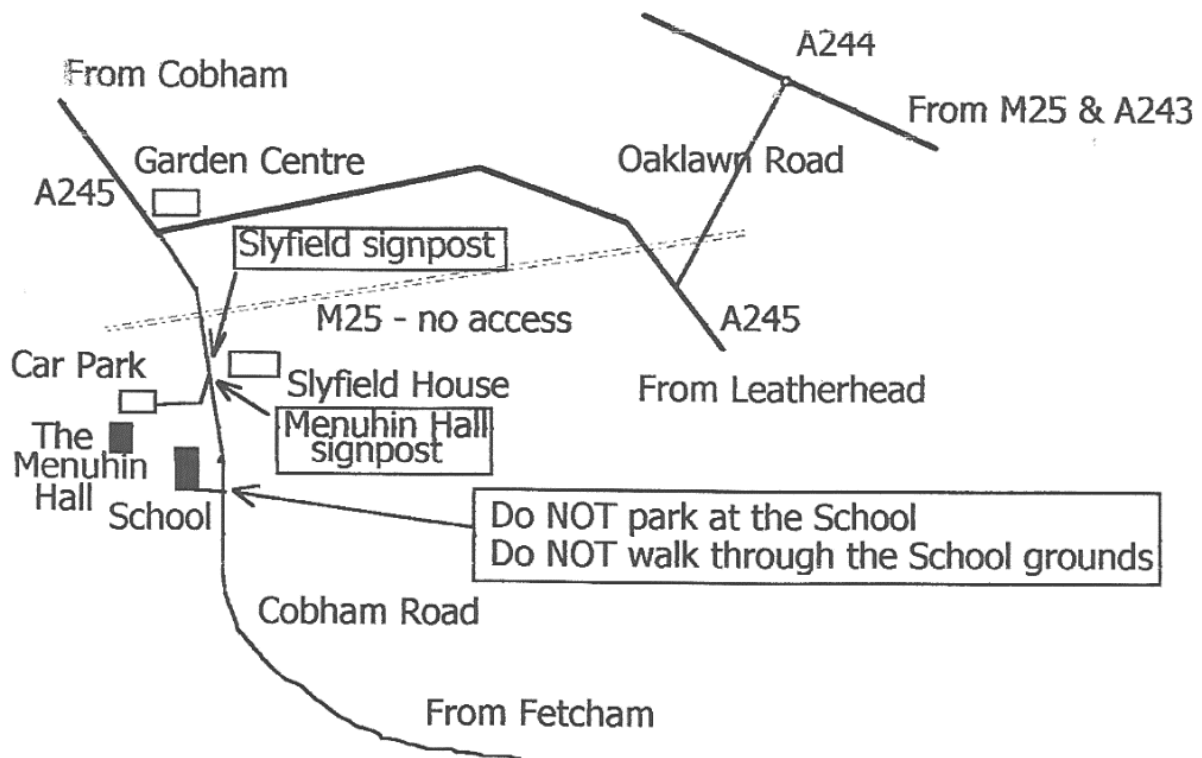 A244
From Cobham
From M25 & A243
Garden Centre
Oaklawn Road
A245
Slyfield signpost
M25 - no access
A245
Car Park
Slyfield House
From Leatherhead
Menuhin Hall
signpost
The
Menuhin
Hall
School
Do NOT park at the School
Do NOT walk through the School grounds
Cobham Road
From Fetcham